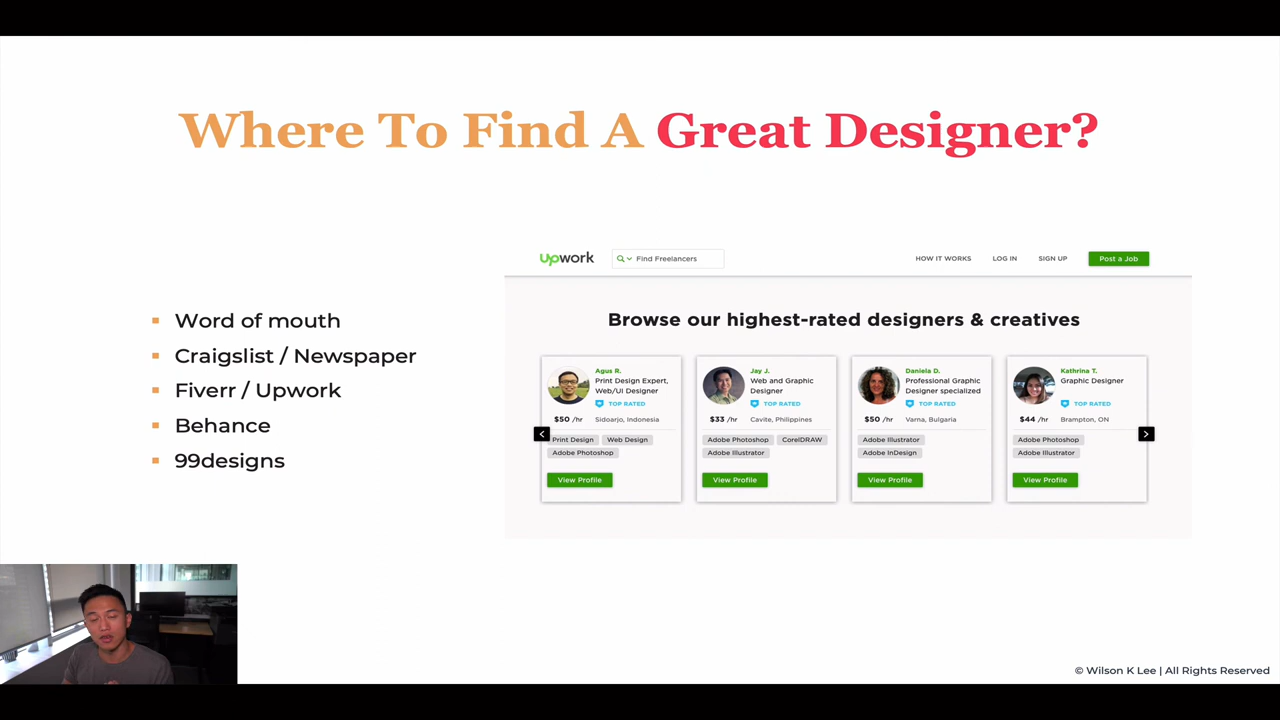 Where To Find A Great Designer?
Word of mouth
Craigslist / Newspaper
Fiverr / Upwork
Behance
99designs
upwork
Find Freelancers
HOW IT WORKS
LOG IN
SIGN UP
Post a Job
Browse our highest-rated designers & creatives
Agus R.
Print Design Expert,
Web/UI Designer
TOP RATED
$50 /hr
Sidoarjo, Indonesia
Print Design
Web Design
Adobe Photoshop
View Profile
Jay J.
Web and Graphic
Designer
TOP RATED
$33 /hr
Cavite, Philippines
Adobe Photoshop
CorelDRAW
Adobe Illustrator
View Profile
Daniela D.
Professional Graphic
Designer specialized
TOP RATED
$50 /hr
Varna, Bulgaria
Adobe Illustrator
Adobe InDesign
View Profile
Kathrina T.
Graphic Designer
TOP RATED
$44 /hr
Brampton, ON
Adobe Photoshop
Adobe Illustrator
View Profile
© Wilson K Lee | All Rights Reserved